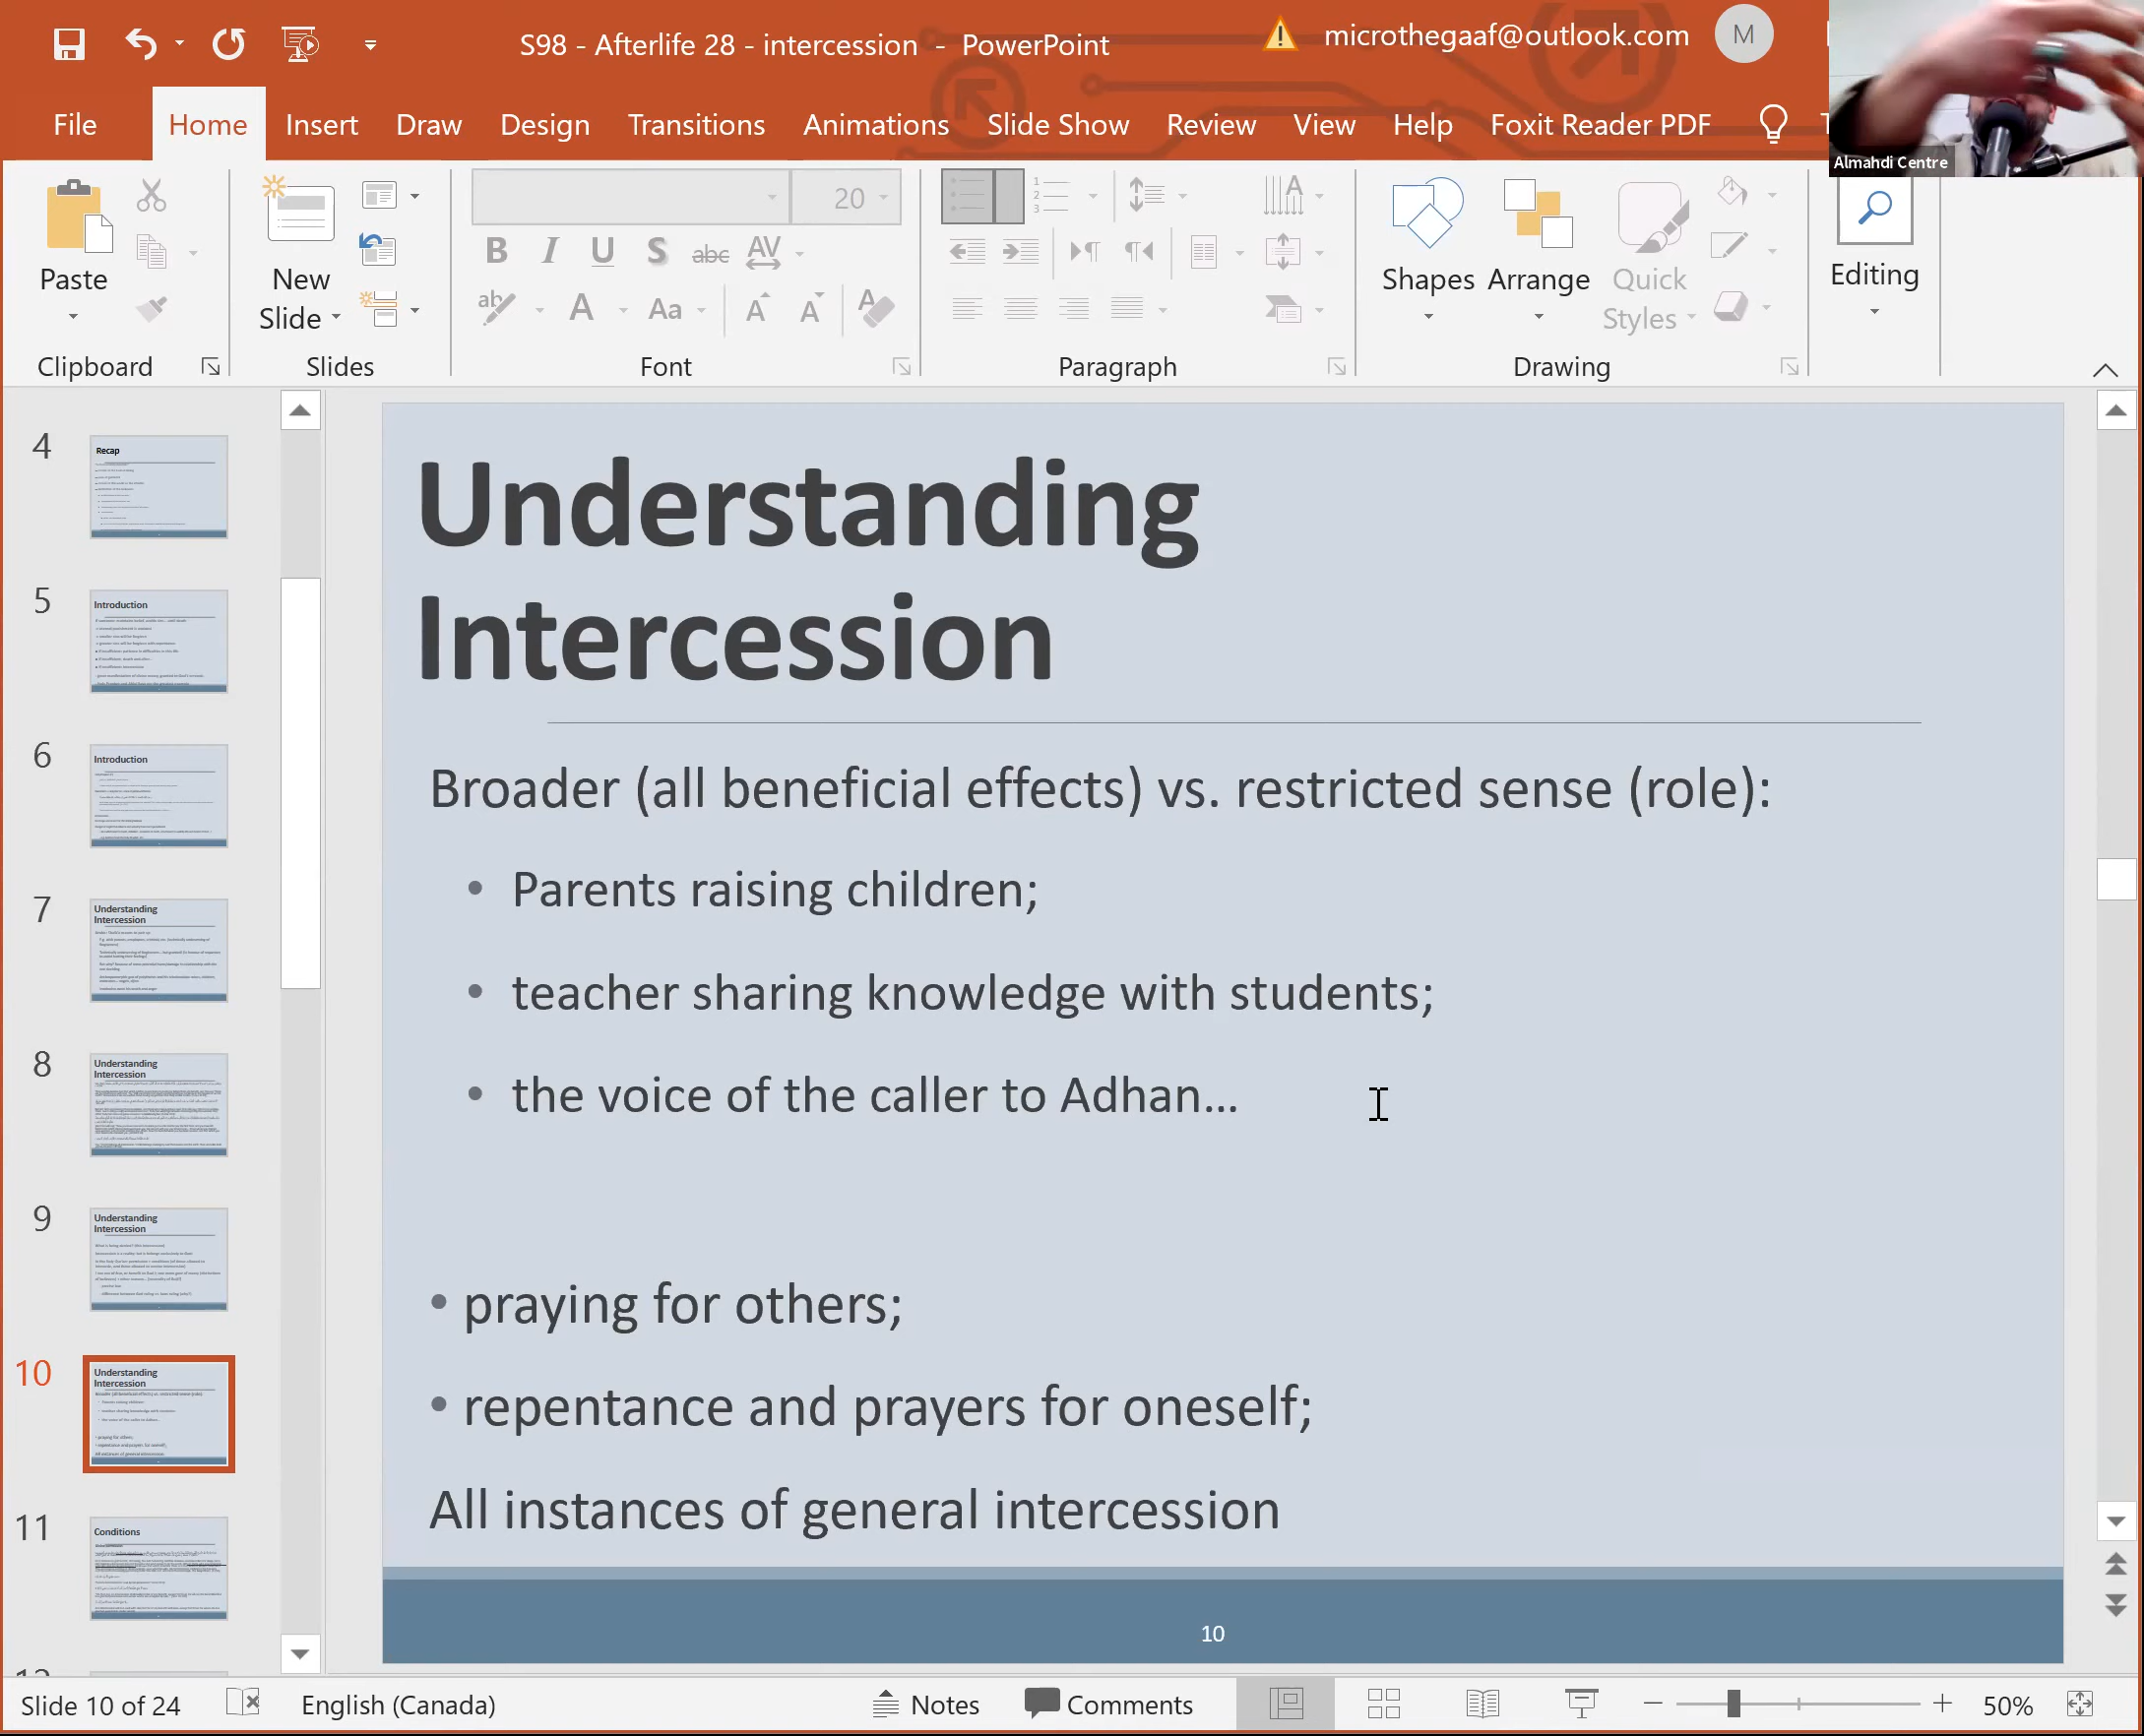 S98 - Afterlife 28 - intercession - PowerPoint
microthegaaf@outlook.com
M
Almahdi Centre
File Home Insert Draw Design Transitions Animations Slide Show Review View Help Foxit Reader PDF
Paste
New
Slide
20
Shapes Arrange Quick
Styles
Editing
Clipboard Slides Font Paragraph Drawing
4
Recap
5
Introduction
6
Introduction
7
Understanding
Intercession
8
Understanding
Intercession
9
Understanding
Intercession
10
Understanding
Intercession
11
Conditions
Understanding
Intercession
Broader (all beneficial effects) vs. restricted sense (role):
• Parents raising children;
• teacher sharing knowledge with students;
• the voice of the caller to Adhan...
• praying for others;
• repentance and prayers for oneself;
All instances of general intercession
10
Slide 10 of 24 English (Canada) Notes Comments 50%